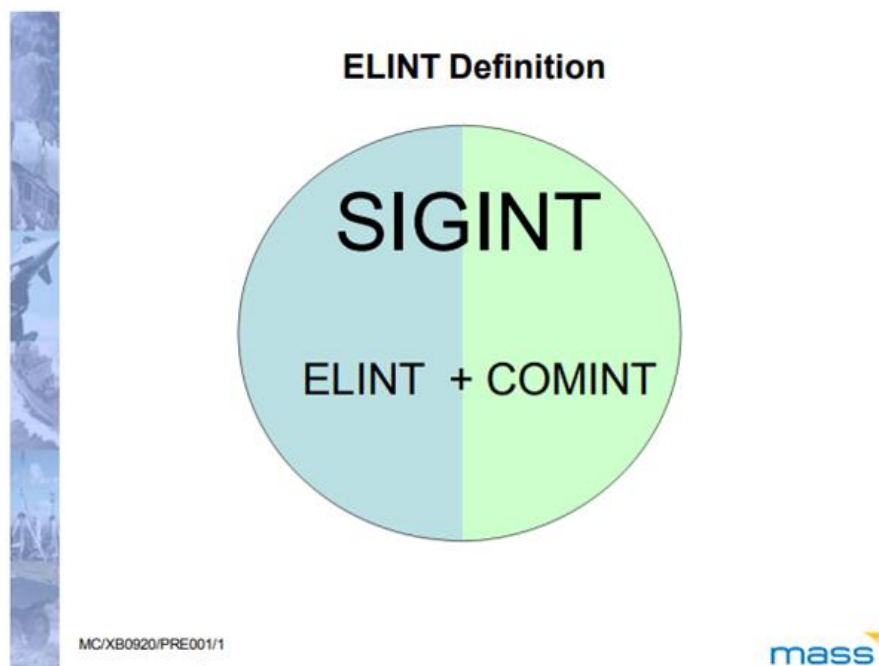 ELINT Definition
SIGINT
ELINT + COMINT
MC/XB0920/PRE001/1
mass